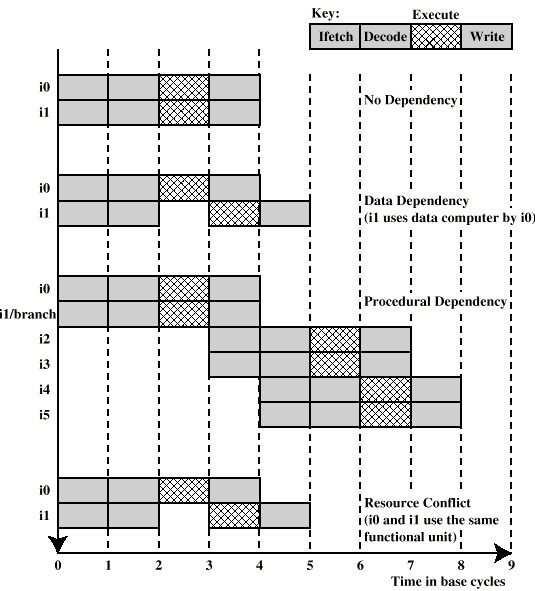 Key: Execute
Ifetch Decode Write
i0
i1
No Dependency
i0
i1
Data Dependency
(i1 uses data computer by i0)
i0
i1/branch
Procedural Dependency
i2
i3
i4
i5
i0
i1
Resource Conflict
(i0 and i1 use the same
functional unit)
0 1 2 3 4 5 6 7 8 9
Time in base cycles